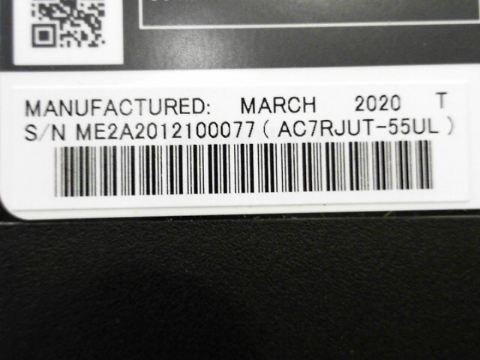 MANUFACTURED: MARCH 2020 T
S/N ME2A2012100077 ( AC7RJUT-55UL )